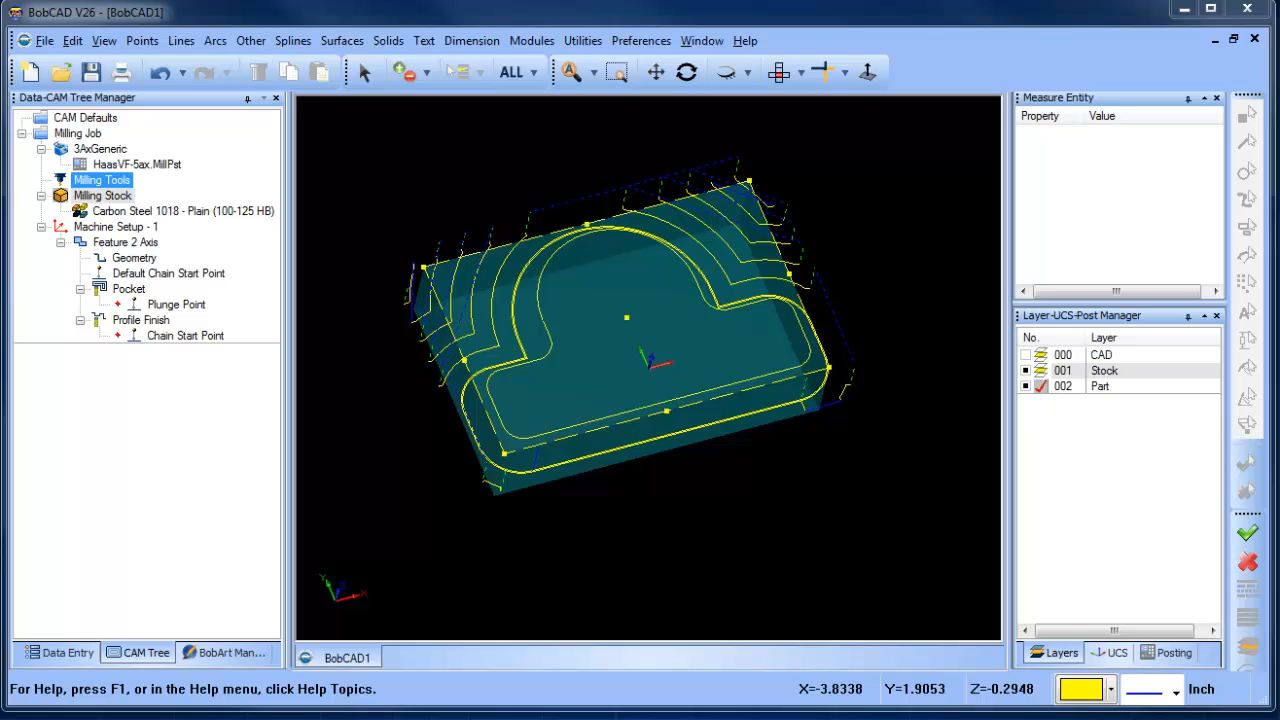 BobCAD V26 - [BobCAD1]
File Edit View Points Lines Arcs Other Splines Surfaces Solids Text Dimension Modules Utilities Preferences Window Help
ALL
Data-CAM Tree Manager
CAM Defaults
Milling Job
3AxGeneric
HaasVF-5ax.MillPst
Milling Tools
Milling Stock
Carbon Steel 1018 - Plain (100-125 HB)
Machine Setup - 1
Feature 2 Axis
Geometry
Default Chain Start Point
Pocket
Plunge Point
Profile Finish
Chain Start Point
Data Entry CAM Tree BobArt Man...
Y X
BobCAD1
Measure Entity
Property Value
Layer-UCS-Post Manager
No. Layer
000 CAD
001 Stock
002 Part
Layers UCS Posting
For Help, press F1, or in the Help menu, click Help Topics. X=-3.8338 Y=1.9053 Z=-0.2948 Inch